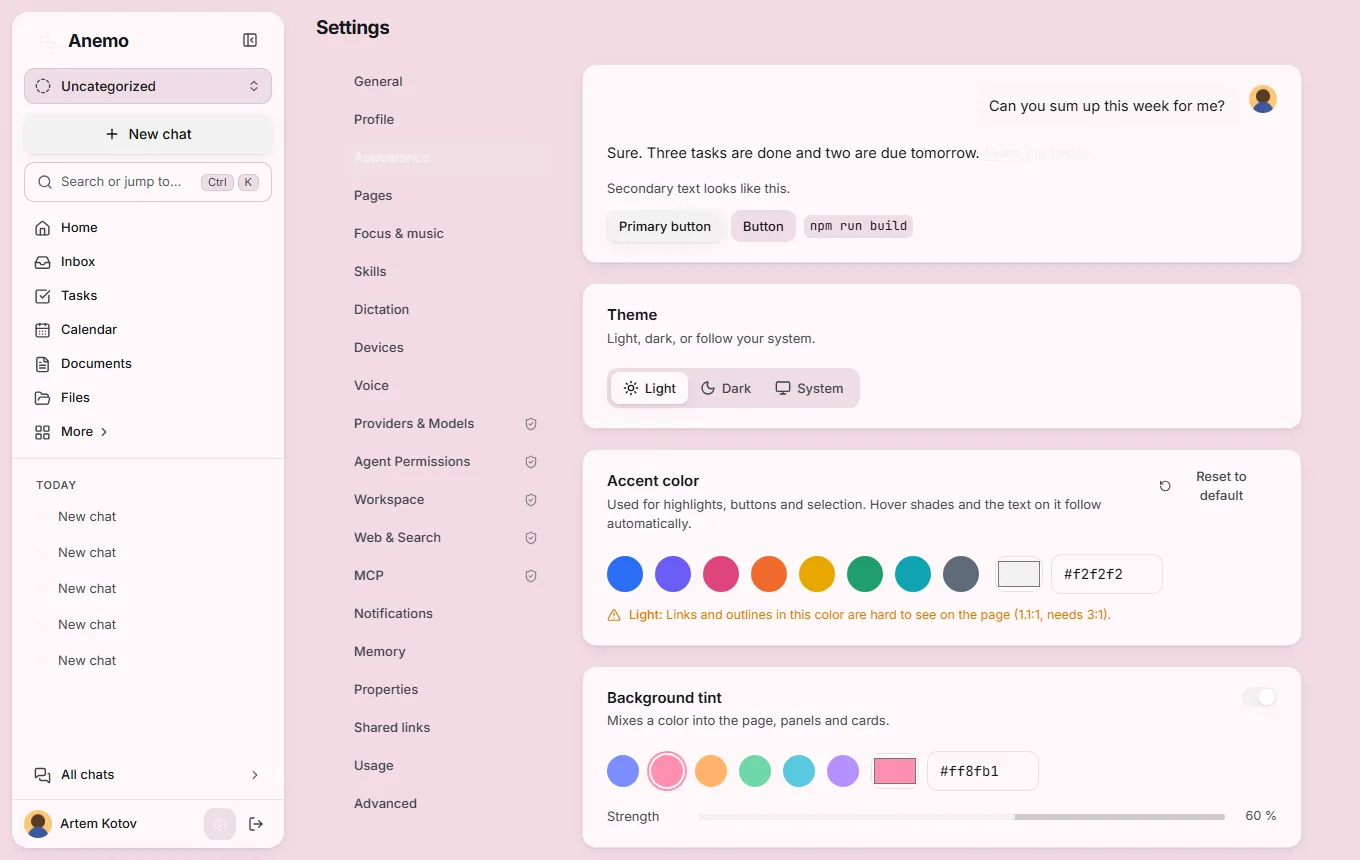 Anemo
Uncategorized
New chat
Search or jump to... Ctrl K
Home
Inbox
Tasks
Calendar
Documents
Files
More
TODAY
New chat
New chat
New chat
New chat
New chat
All chats
Artem Kotov
Settings
General
Profile
Appearance
Pages
Focus & music
Skills
Dictation
Devices
Voice
Providers & Models
Agent Permissions
Workspace
Web & Search
MCP
Notifications
Memory
Properties
Shared links
Usage
Advanced
Can you sum up this week for me?
Sure. Three tasks are done and two are due tomorrow. Open the tasks
Secondary text looks like this.
Primary button Button npm run build
Theme
Light, dark, or follow your system.
Light Dark System
Accent color
Used for highlights, buttons and selection. Hover shades and the text on it follow
automatically.
Reset to
default
#f2f2f2
Light: Links and outlines in this color are hard to see on the page (1.1:1, needs 3:1).
Background tint
Mixes a color into the page, panels and cards.
#ff8fb1
Strength 60 %